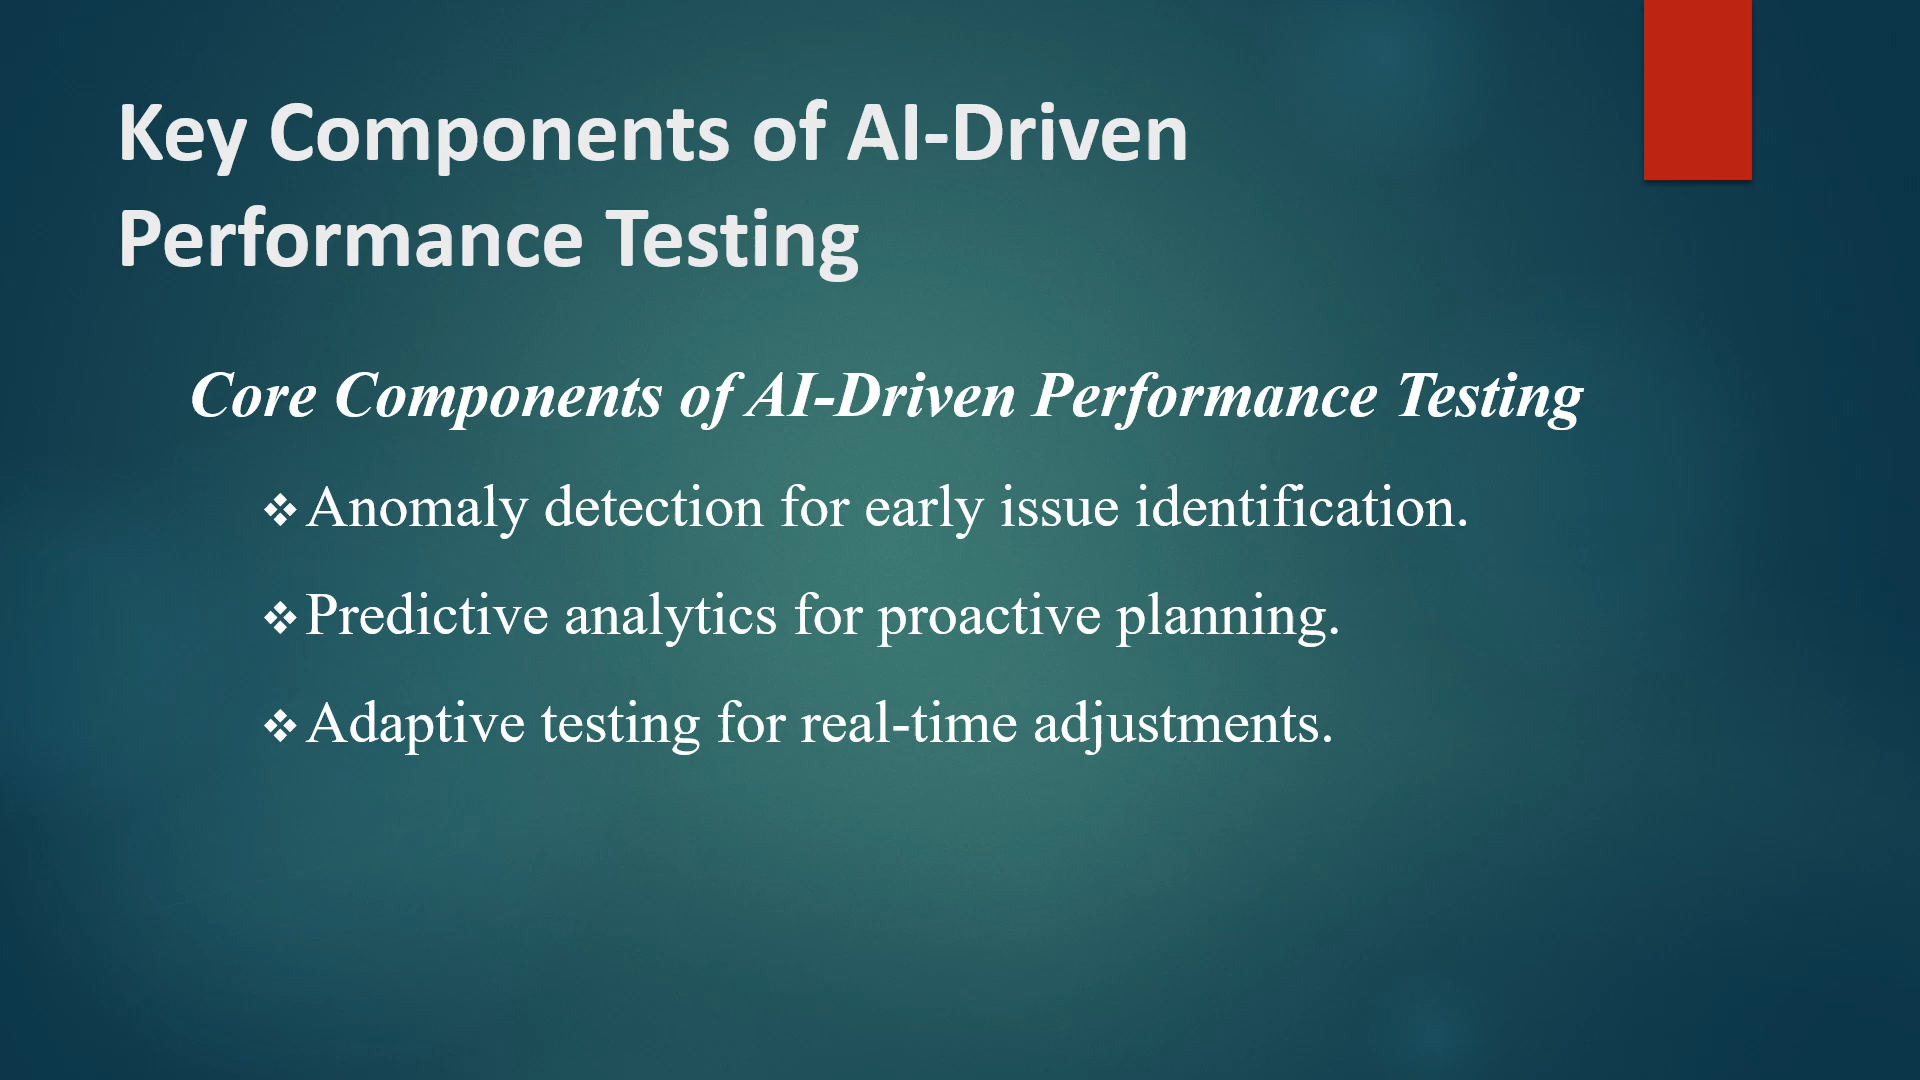 Key Components of AI-Driven
Performance Testing
Core Components of AI-Driven Performance Testing
❖Anomaly detection for early issue identification.
❖Predictive analytics for proactive planning.
❖Adaptive testing for real-time adjustments.